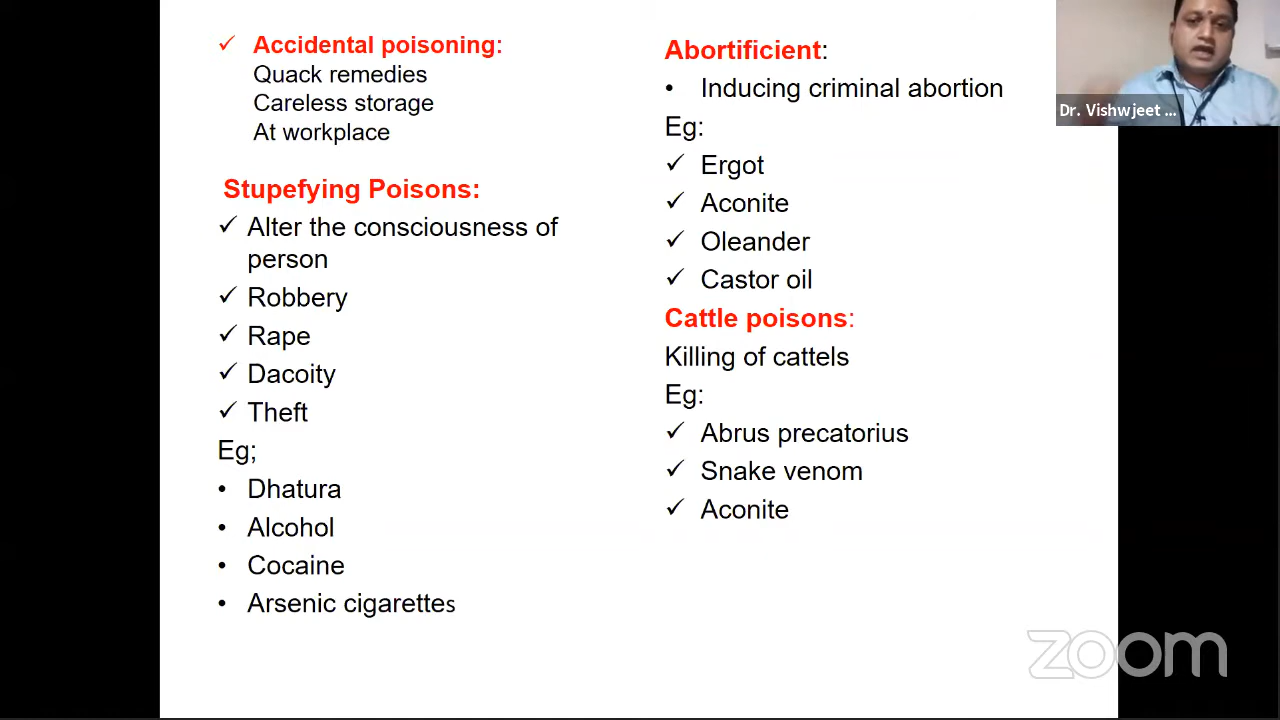 ✓ Accidental poisoning:
Quack remedies
Careless storage
At workplace
Stupefying Poisons:
✓ Alter the consciousness of
person
✓ Robbery
✓ Rape
✓ Dacoity
✓ Theft
Eg;
• Dhatura
• Alcohol
• Cocaine
• Arsenic cigarettes
Abortificient:
• Inducing criminal abortion
Eg:
✓ Ergot
✓ Aconite
✓ Oleander
✓ Castor oil
Cattle poisons:
Killing of cattels
Eg:
✓ Abrus precatorius
✓ Snake venom
✓ Aconite
Dr. Vishwjeet ...
zoom